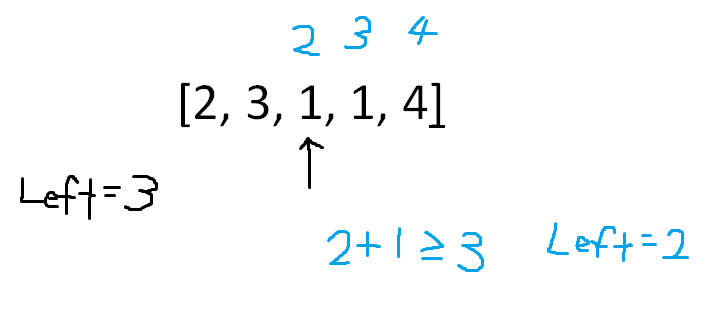 2 3 4
[2, 3, 1, 1, 4]
Left=3
2+1≥3 Left=2